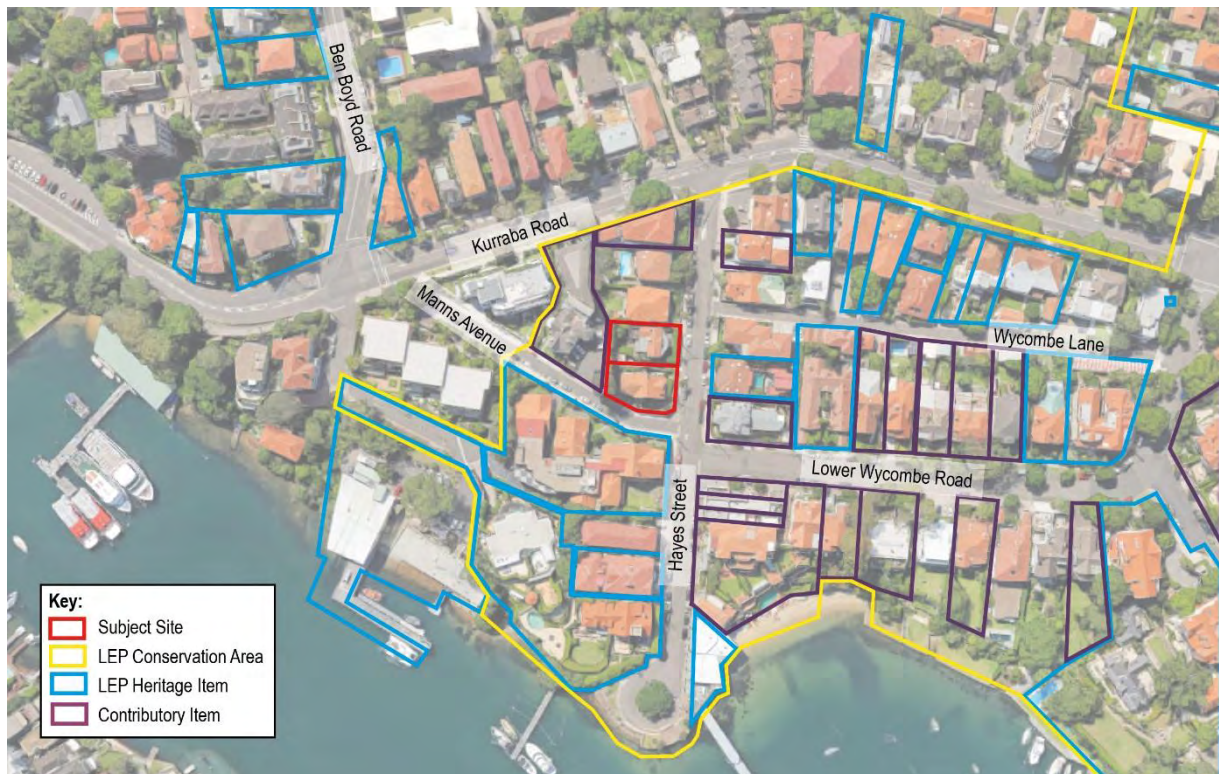 Ben Boyd Road
Kurraba Road
Manns Avenue
Wycombe Lane
Lower Wycombe Road
Hayes Street
Key:
Subject Site
LEP Conservation Area
LEP Heritage Item
Contributory Item